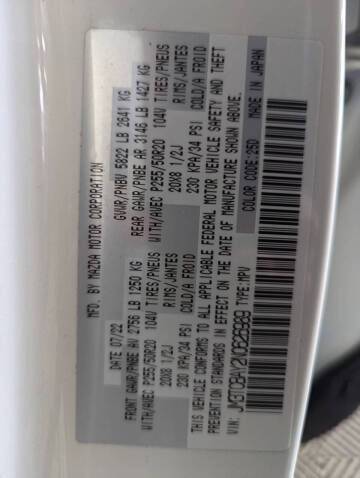 MFD. BY MAZDA MOTOR CORPORATION
DATE 07/22
GVWR/PNBV 5822 LB 2641 KG
FRONT GAWR/PNBE AV 2756 LB 1250 KG
REAR GAWR/PNBE AR 3146 LB 1427 KG
WITH/AVEC P255/50R20 104V TIRES/PNEUS
WITH/AVEC P255/50R20 104V TIRES/PNEUS
20X8 1/2J RIMS/JANTES
20X8 1/2J RIMS/JANTES
230 KPA/34 PSI COLD/A FROID
230 KPA/34 PSI COLD/A FROID
THIS VEHICLE CONFORMS TO ALL APPLICABLE FEDERAL MOTOR VEHICLE SAFETY AND THEFT
PREVENTION STANDARDS IN EFFECT ON THE DATE OF MANUFACTURE SHOWN ABOVE.
VIN: JM3TCBAY2N0626989 TYPE:MPV
COLOR CODE:25D MADE IN JAPAN